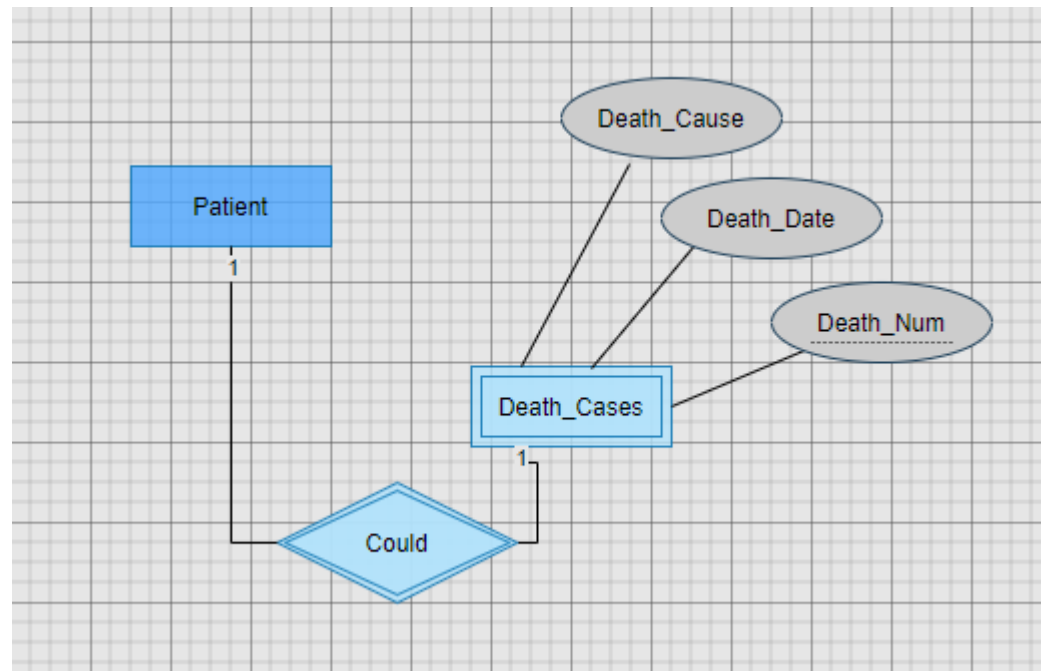 Death_Cause
Patient
Death_Date
1
Death_Num
Death_Cases
1
Could